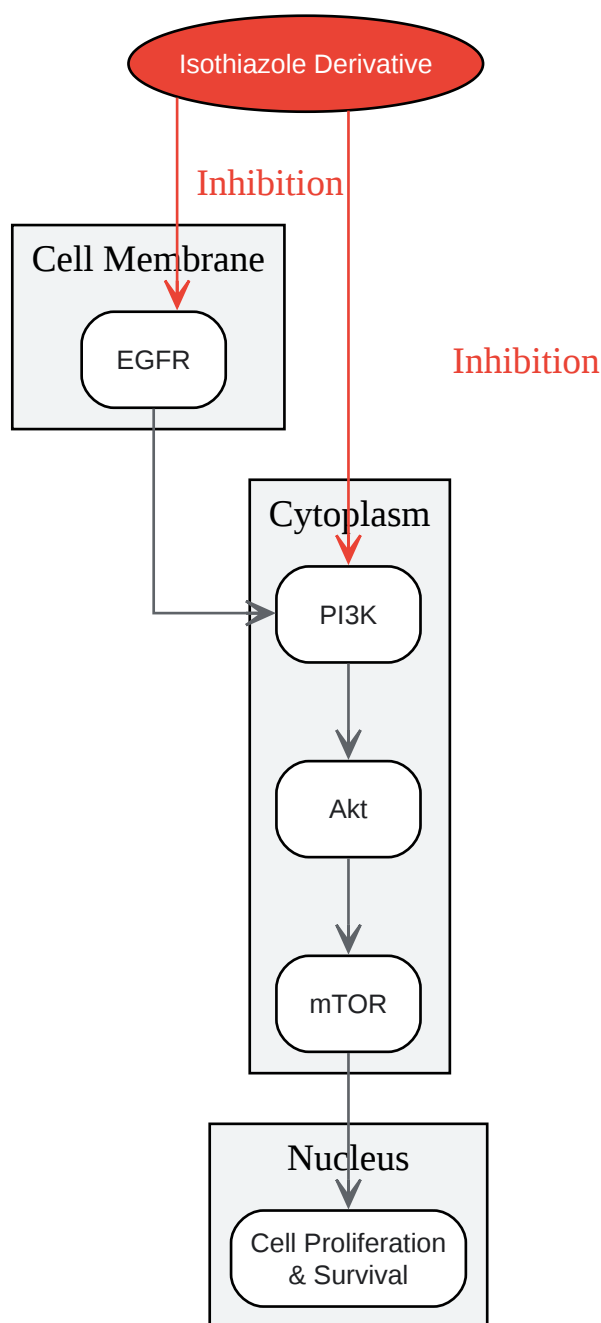 Isothiazole Derivative
Inhibition
Cell Membrane
EGFR
Inhibition
Cytoplasm
PI3K
Akt
mTOR
Nucleus
Cell Proliferation
& Survival